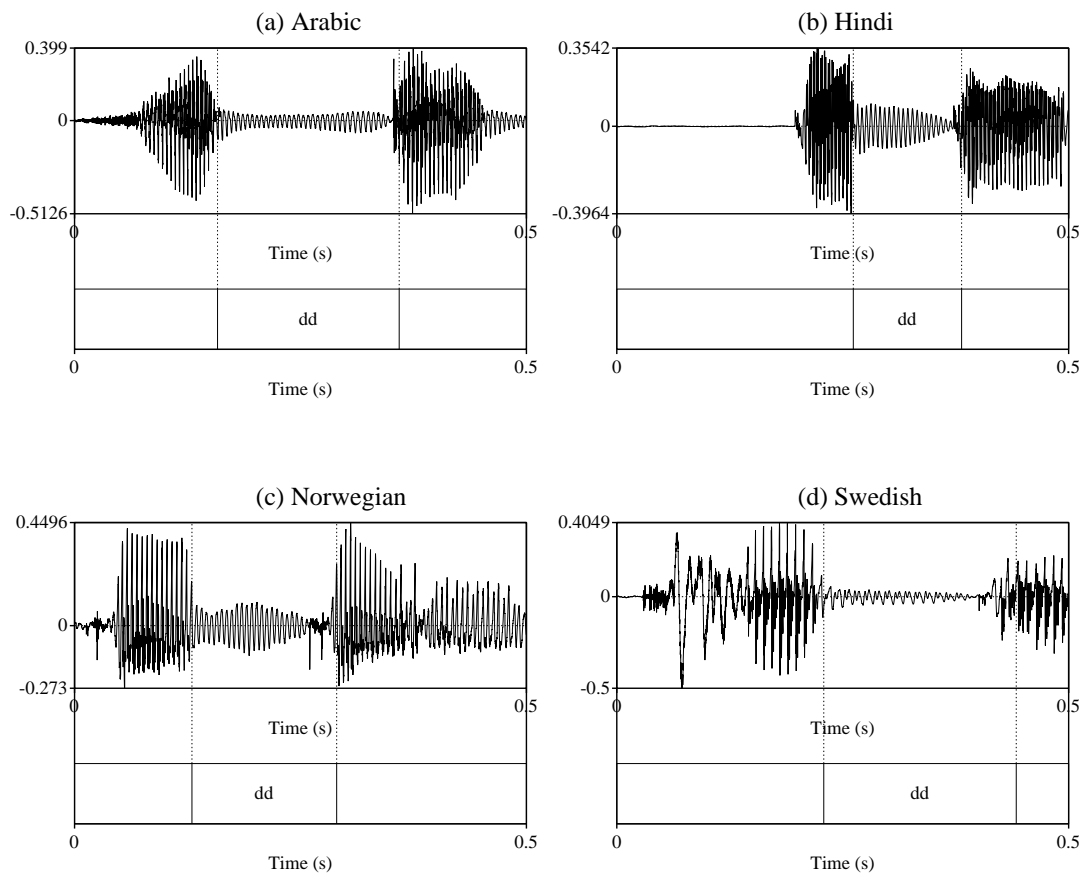 (a) Arabic
0.399
0
-0.5126
0
0.5
Time (s)
dd
0
0.5
Time (s)
(b) Hindi
0.3542
0
-0.3964
0
0.5
Time (s)
dd
0
0.5
Time (s)
(c) Norwegian
0.4496
0
-0.273
0
0.5
Time (s)
dd
0
0.5
Time (s)
(d) Swedish
0.4049
0
-0.5
0
0.5
Time (s)
dd
0
0.5
Time (s)